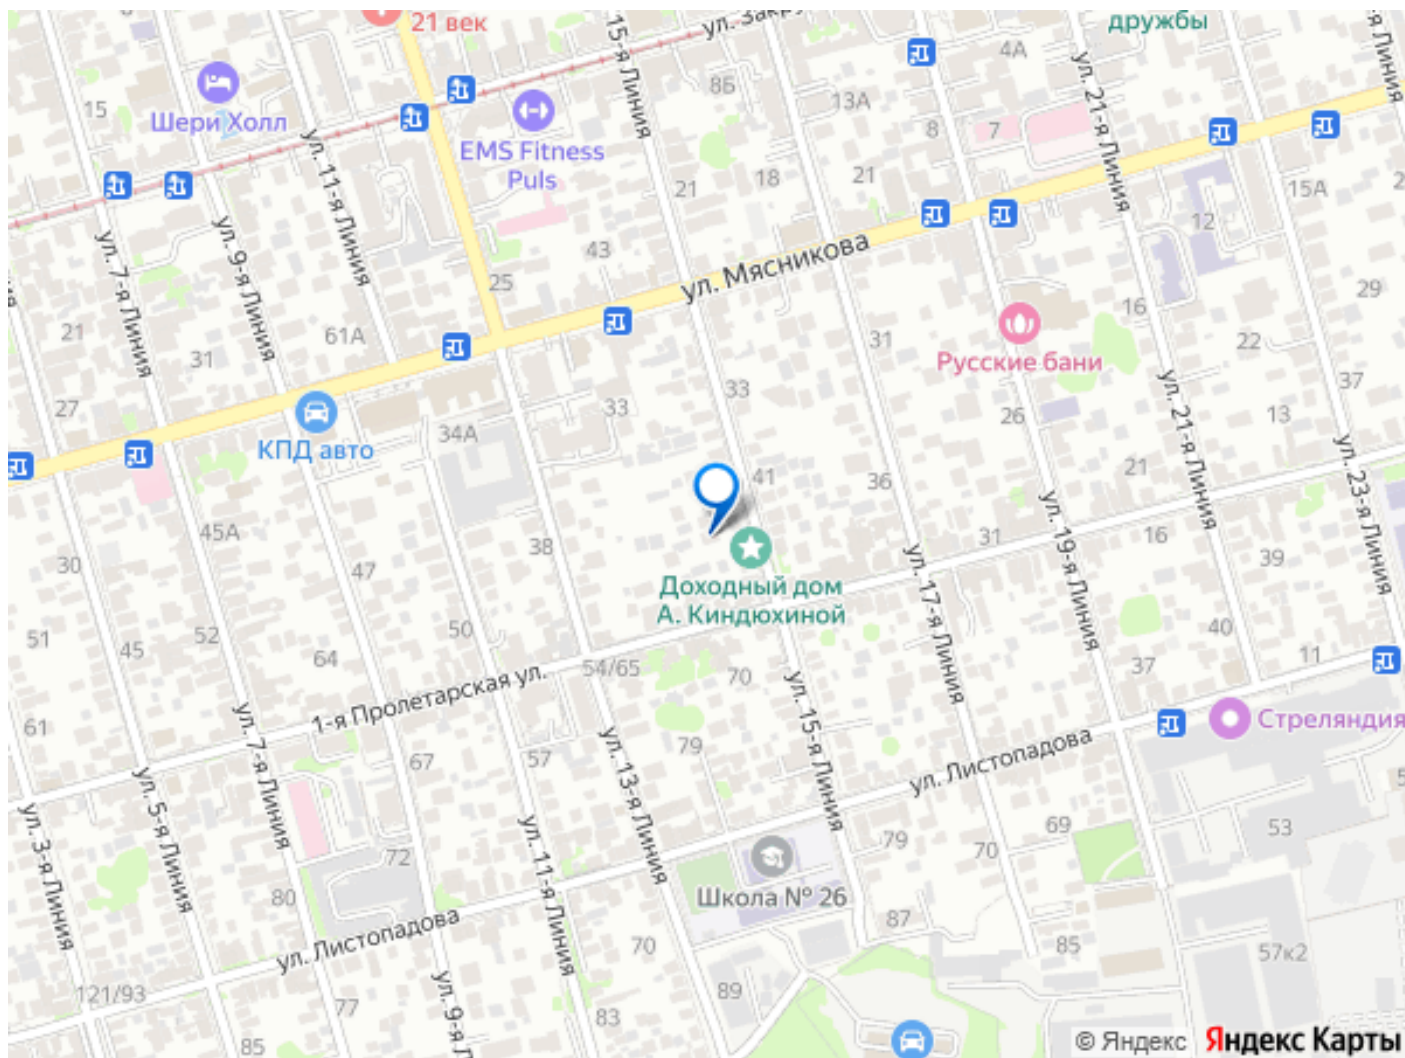 21 век
ул. 15-я Линия
дружбы
4А
8Б
13А
15
Шери Холл
EMS Fitness
Puls
8
7
ул. 21-я Линия
ул. 11-я Линия
21
18
21
15А
12
ул. 7-я Линия
ул. 9-я Линия
43
ул. Мясникова
25
29
16
21
61А
31
31
22
Русские бани
33
37
27
33
26
13
34А
КПД авто
ул. 21-я Линия
ул. 23-я Линия
41
36
21
45А
38
31
16
39
30
47
ул. 19-я Линия
ул. 17-я Линия
Доходный дом
А. Киндюхиной
51
45
52
50
64
54/65
70
40
37
11
1-я Пролетарская ул.
61
ул. 7-я Линия
ул. 15-я Линия
Стреляндия
57
79
67
ул. 13-я Линия
ул. Листопадова
ул. 5-я Линия
ул. 3-я Линия
ул. 11-я Линия
72
79
70
69
53
80
Школа № 26
87
ул. Листопадова
70
85
57к2
121/93
77
89
83
85
© Яндекс Яндекс Карты